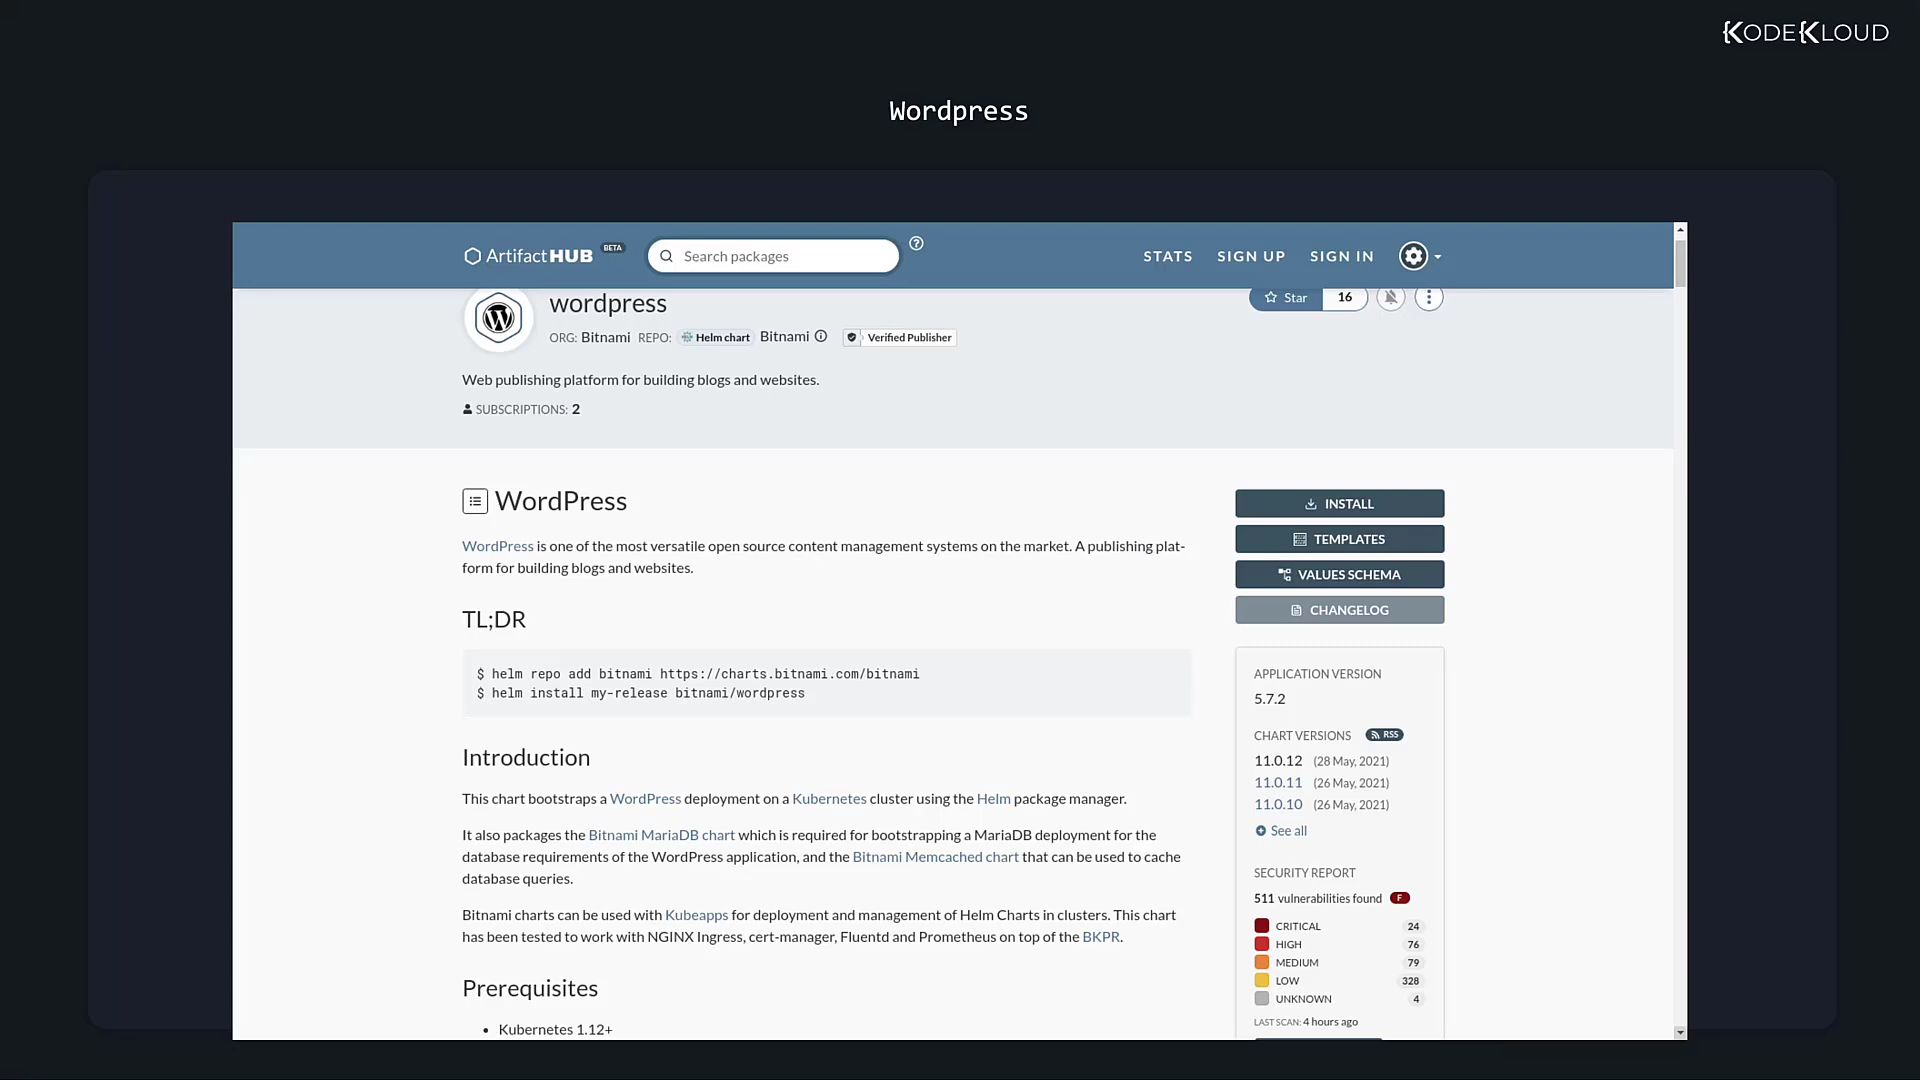 KODEKLOUD
Wordpress
ArtifactHUB BETA
Search packages
STATS SIGN UP SIGN IN
wordpress
Star 16
ORG: Bitnami REPO: Helm chart Bitnami Verified Publisher
Web publishing platform for building blogs and websites.
SUBSCRIPTIONS: 2
WordPress
WordPress is one of the most versatile open source content management systems on the market. A publishing plat-
form for building blogs and websites.
TL;DR
$ helm repo add bitnami https://charts.bitnami.com/bitnami
$ helm install my-release bitnami/wordpress
Introduction
This chart bootstraps a WordPress deployment on a Kubernetes cluster using the Helm package manager.
It also packages the Bitnami MariaDB chart which is required for bootstrapping a MariaDB deployment for the
database requirements of the WordPress application, and the Bitnami Memcached chart that can be used to cache
database queries.
Bitnami charts can be used with Kubeapps for deployment and management of Helm Charts in clusters. This chart
has been tested to work with NGINX Ingress, cert-manager, Fluentd and Prometheus on top of the BKPR.
Prerequisites
• Kubernetes 1.12+
INSTALL
TEMPLATES
VALUES SCHEMA
CHANGELOG
APPLICATION VERSION
5.7.2
CHART VERSIONS RSS
11.0.12 (28 May, 2021)
11.0.11 (26 May, 2021)
11.0.10 (26 May, 2021)
See all
SECURITY REPORT
511 vulnerabilities found F
CRITICAL 24
HIGH 76
MEDIUM 79
LOW 328
UNKNOWN 4
LAST SCAN: 4 hours ago